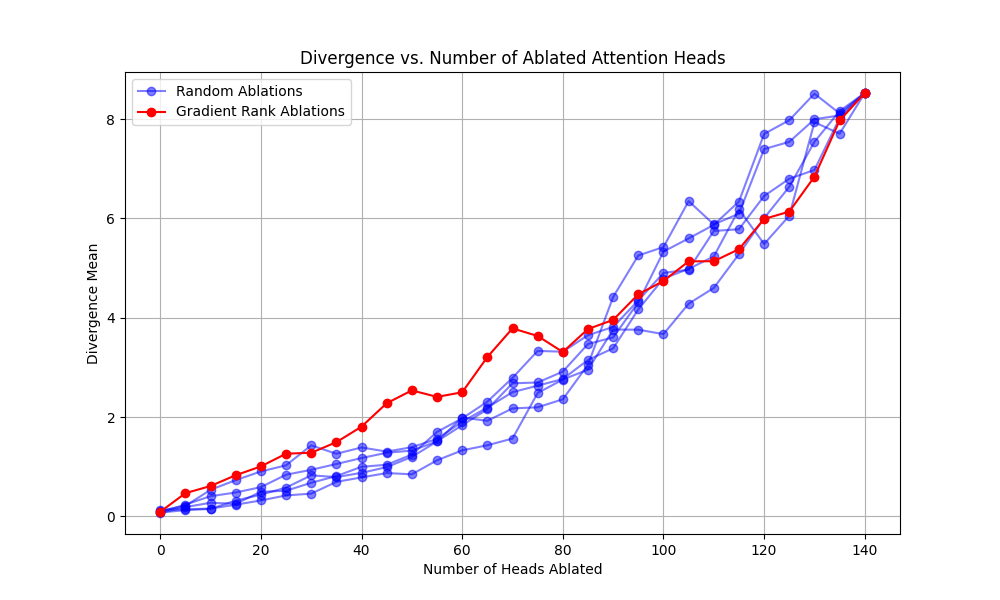 Divergence vs. Number of Ablated Attention Heads
Random Ablations
Gradient Rank Ablations
Divergence Mean
8
6
4
2
0
0 20 40 60 80 100 120 140
Number of Heads Ablated